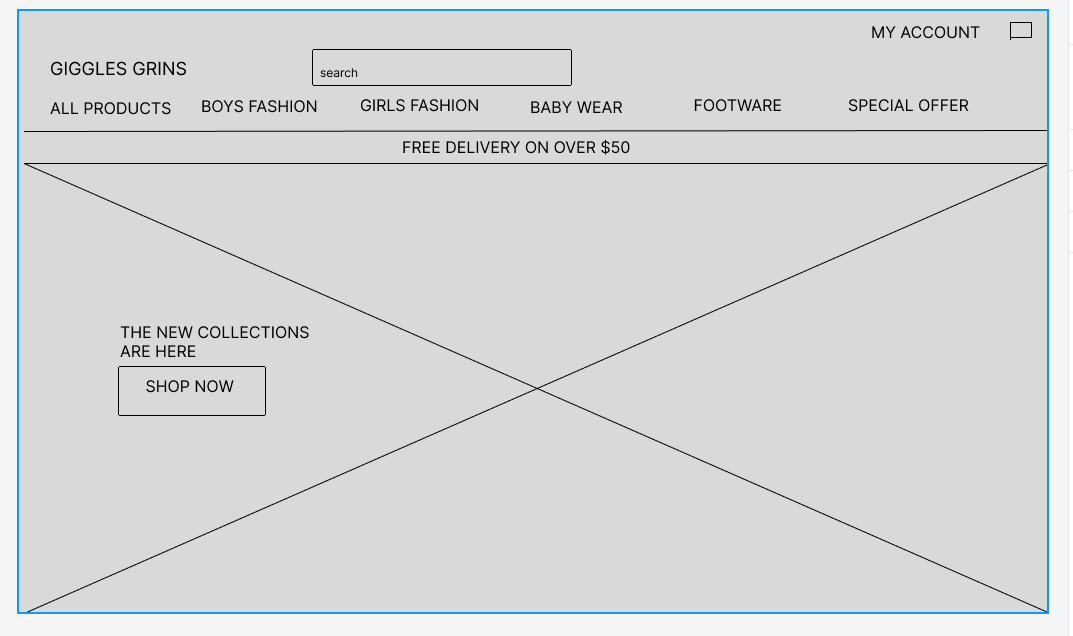 MY ACCOUNT
GIGGLES GRINS
search
ALL PRODUCTS BOYS FASHION GIRLS FASHION BABY WEAR FOOTWARE SPECIAL OFFER
FREE DELIVERY ON OVER $50
THE NEW COLLECTIONS
ARE HERE
SHOP NOW